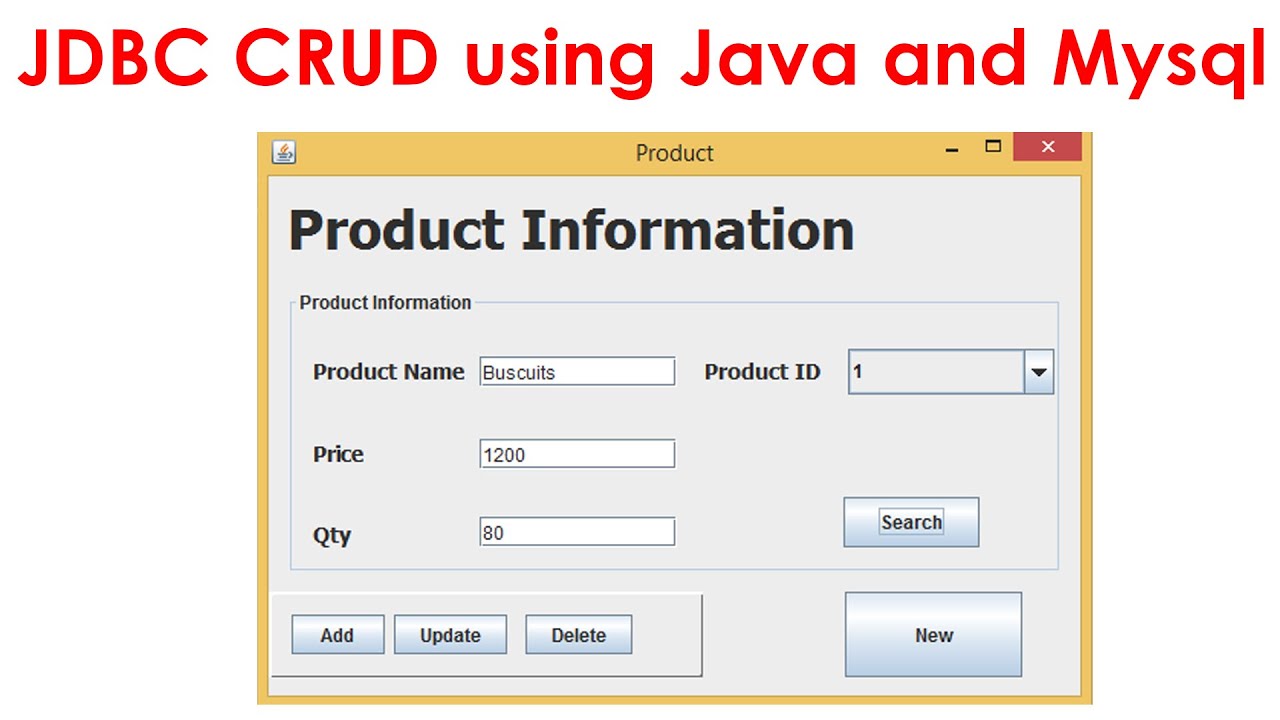 JDBC CRUD using Java and Mysql
Product
Product Information
Product Information
Product Name Buscuits Product ID 1
Price 1200
Qty 80
Search
Add Update Delete New